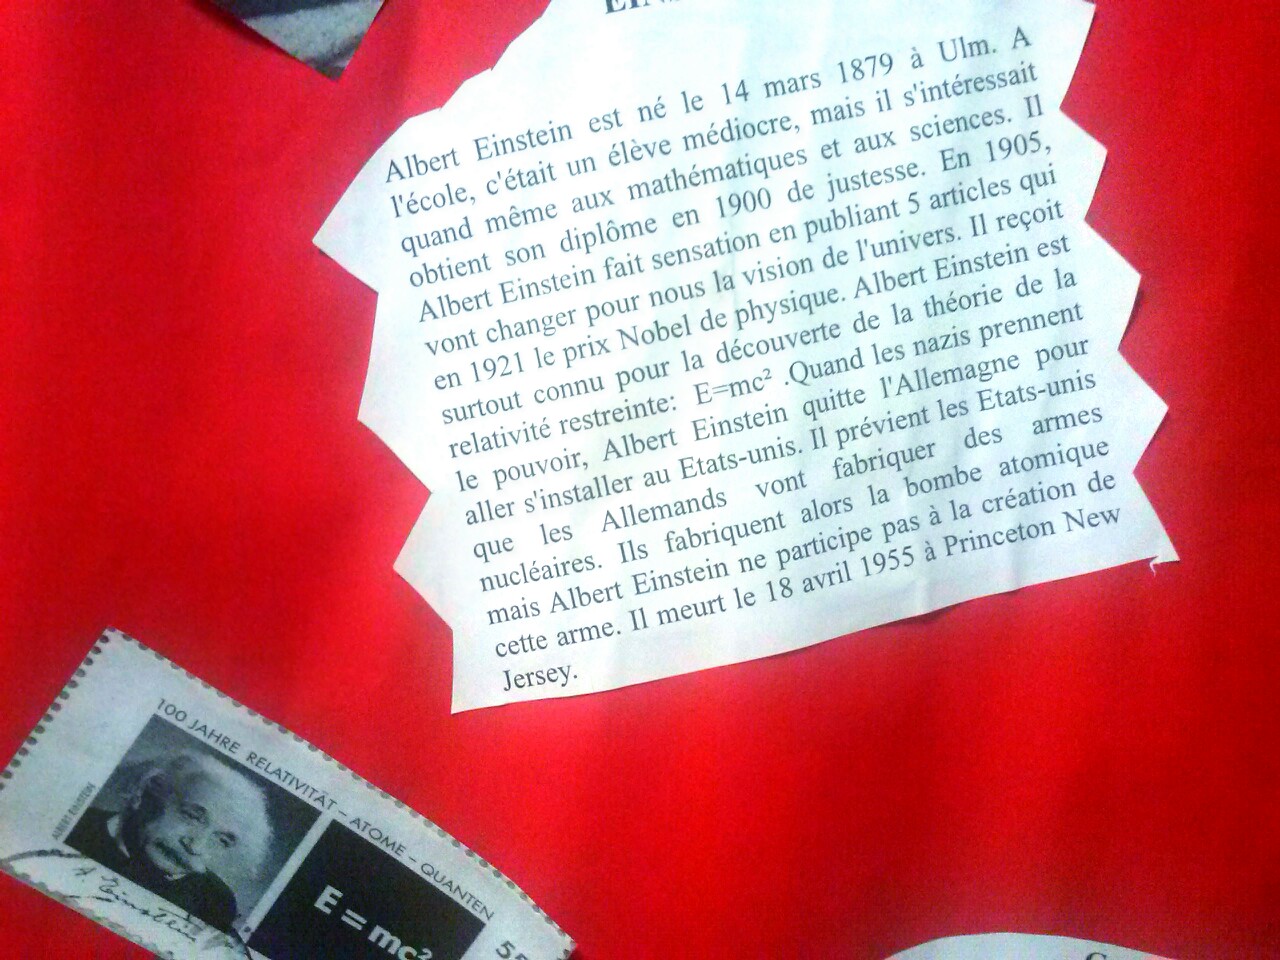 Albert Einstein est né le 14 mars 1879 à Ulm. A
l'école, c'était un élève médiocre, mais il s'intéressait
quand même aux mathématiques et aux sciences. Il
obtient son diplôme en 1900 de justesse. En 1905,
Albert Einstein fait sensation en publiant 5 articles qui
vont changer pour nous la vision de l'univers. Il reçoit
en 1921 le prix Nobel de physique. Albert Einstein est
surtout connu pour la découverte de la théorie de la
relativité restreinte: E=mc² .Quand les nazis prennent
le pouvoir, Albert Einstein quitte l'Allemagne pour
aller s'installer au Etats-unis. Il prévient les Etats-unis
que les Allemands vont fabriquer des armes
nucléaires. Ils fabriquent alors la bombe atomique
mais Albert Einstein ne participe pas à la création de
cette arme. Il meurt le 18 avril 1955 à Princeton New
Jersey.
100 JAHRE RELATIVITÄT – ATOME – QUANTEN
ALBERT EINSTEIN
A. Einstein
E = mc²